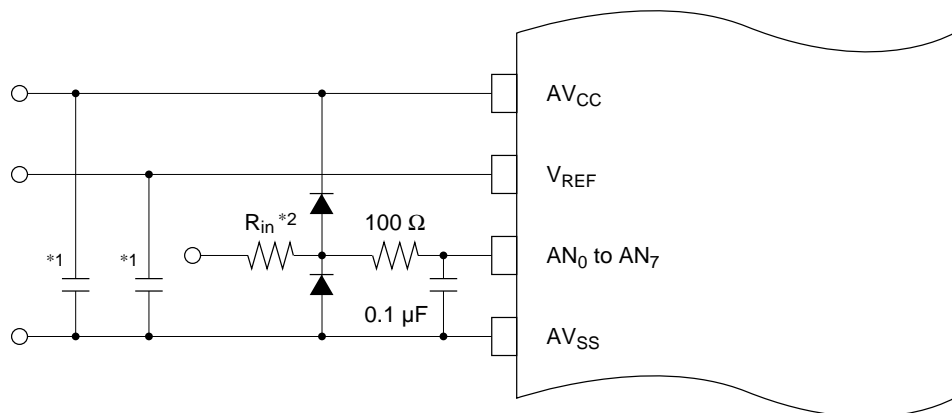 AVCC
VREF
Rin *2
100 Ω
*1
*1
AN0 to AN7
0.1 µF
AVSS